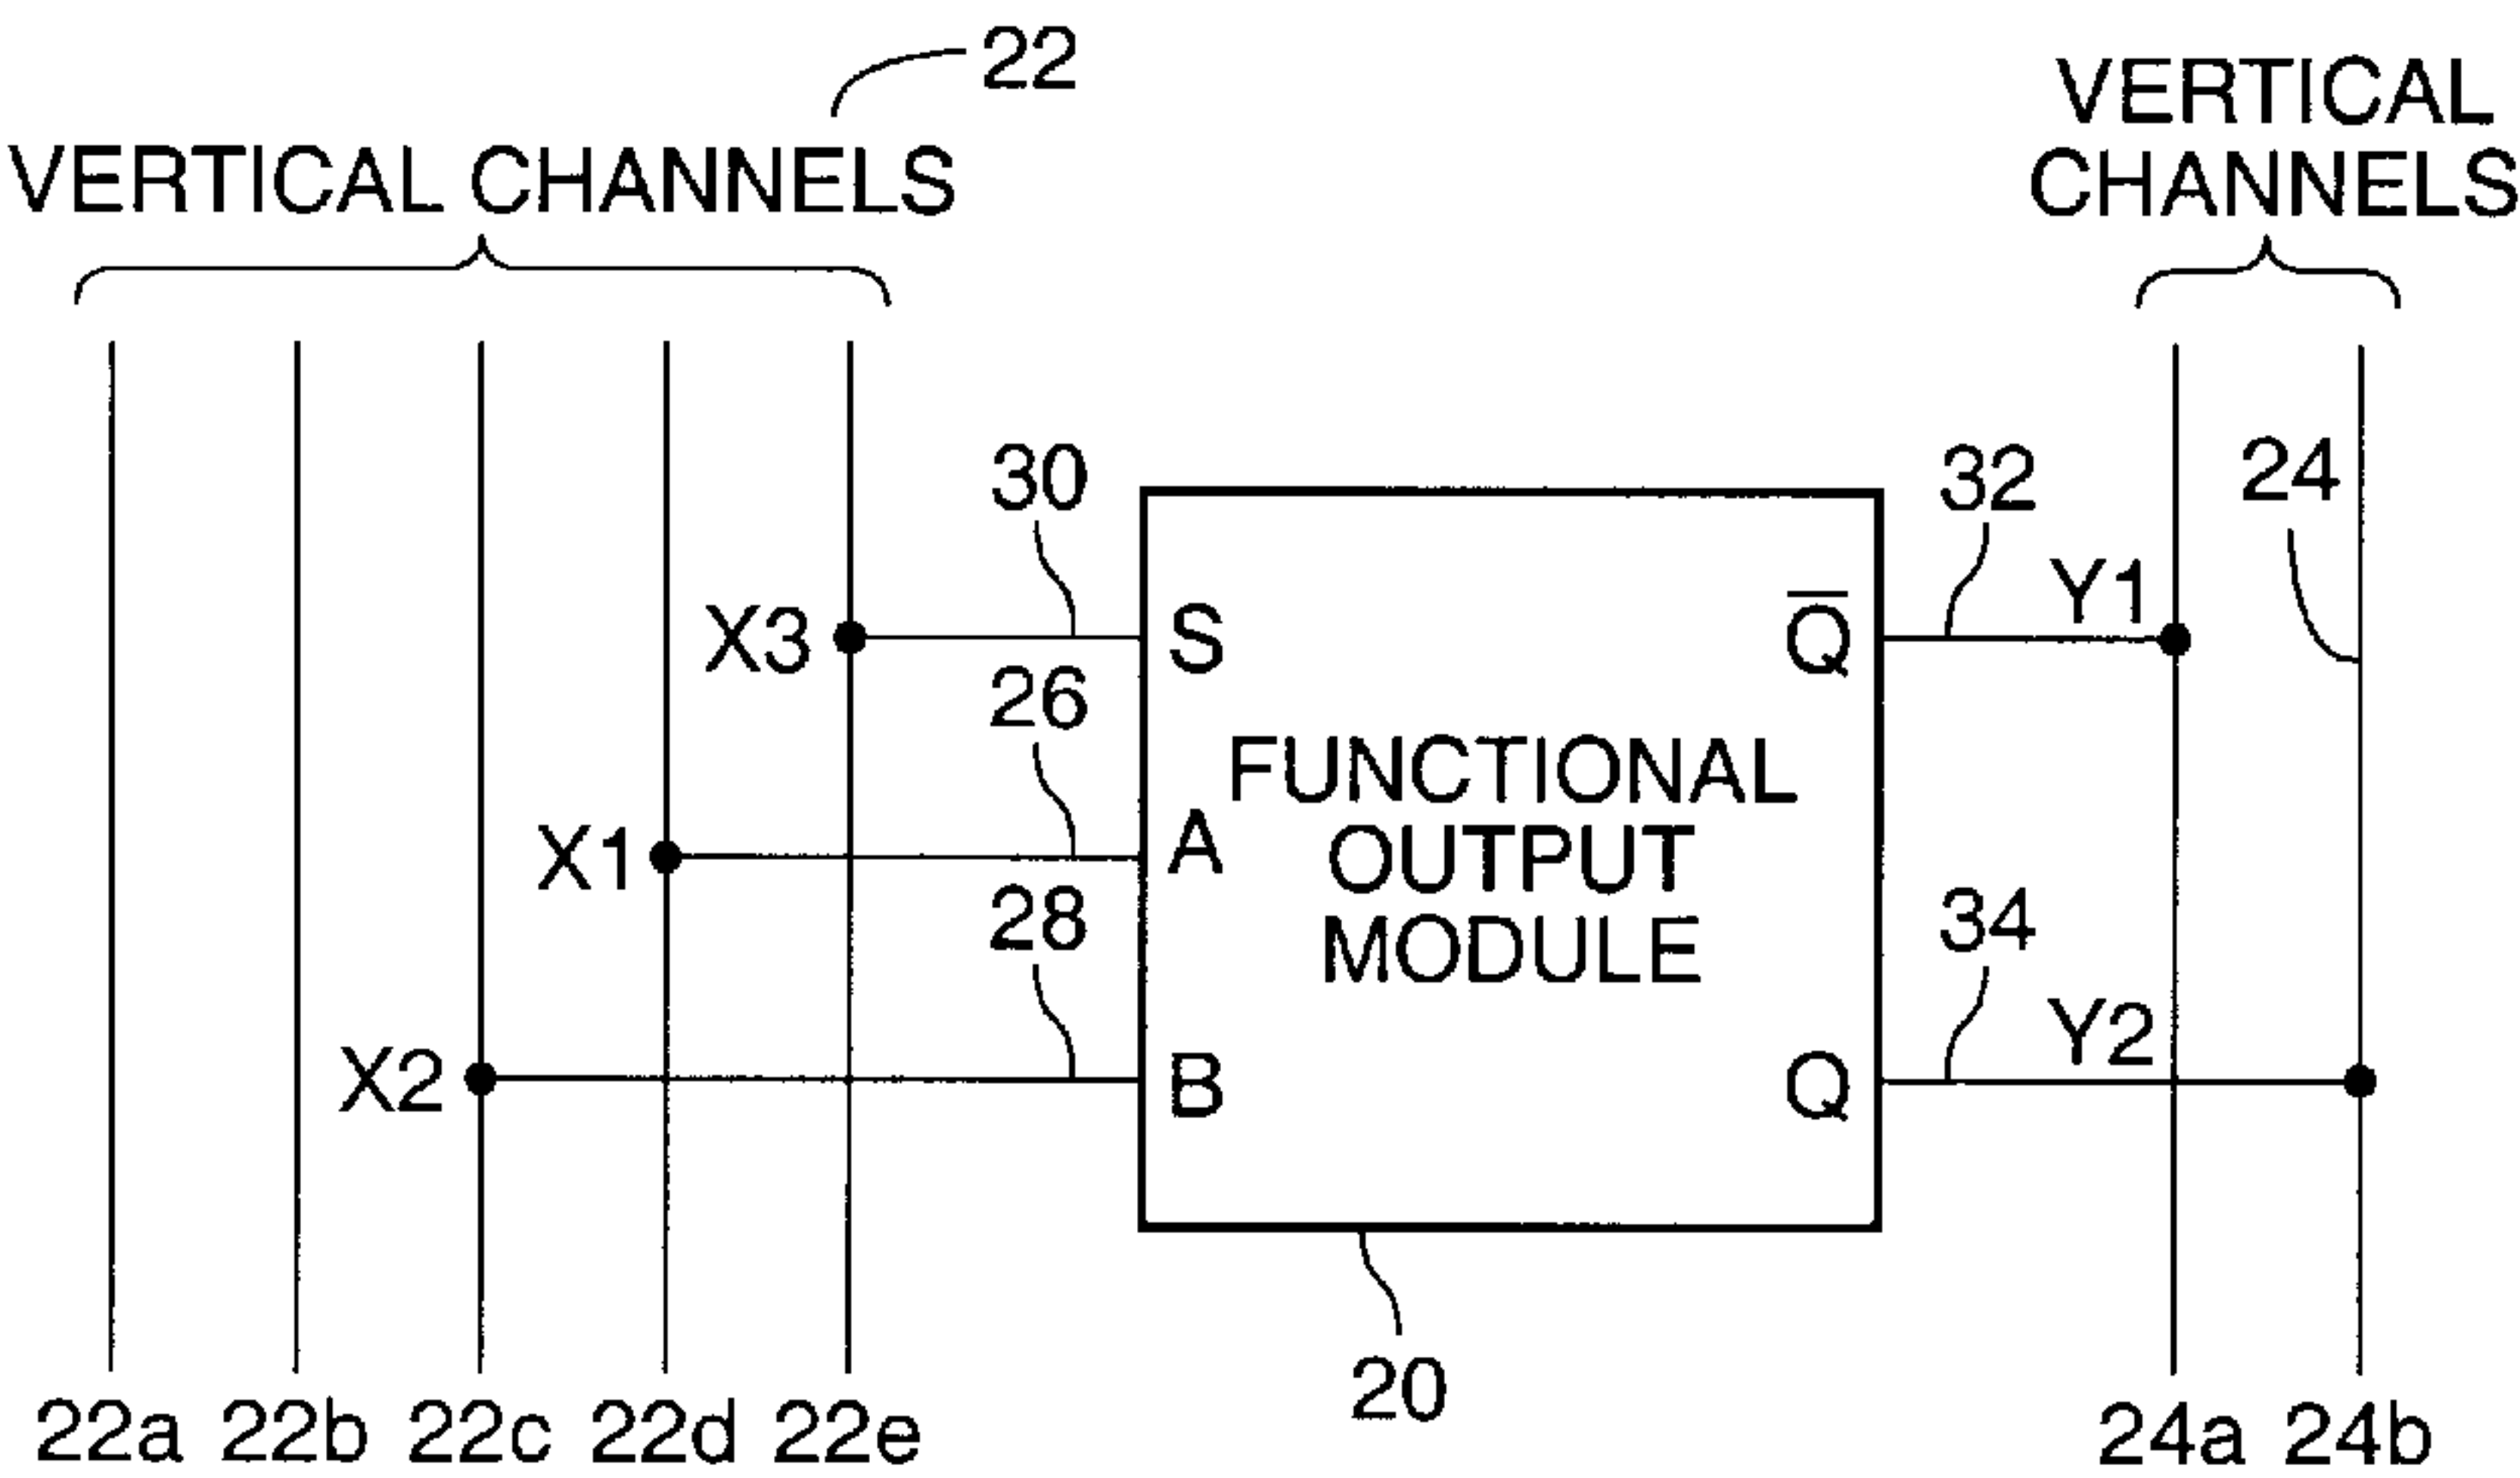 22
VERTICAL CHANNELS
VERTICAL
CHANNELS
30
32
24
X3
S
Q̅
Y1
26
X1
A
FUNCTIONAL
OUTPUT
MODULE
28
34
X2
B
Q
Y2
20
22a 22b 22c 22d 22e
24a 24b